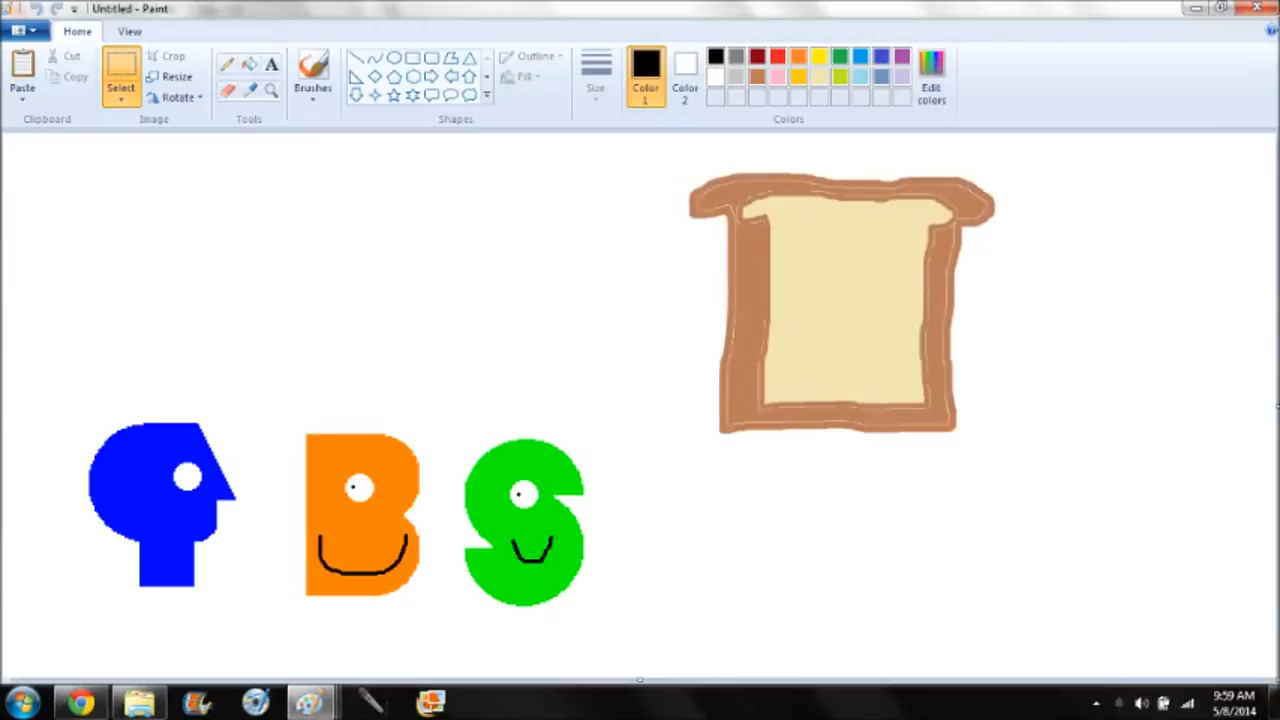 Untitled - Paint
Home View
Paste Cut Copy Select Crop Resize Rotate A Brushes Outline Fill Size Color 1 Color 2 Edit colors
Clipboard Image Tools Shapes Colors
B S
9:59 AM
5/8/2014